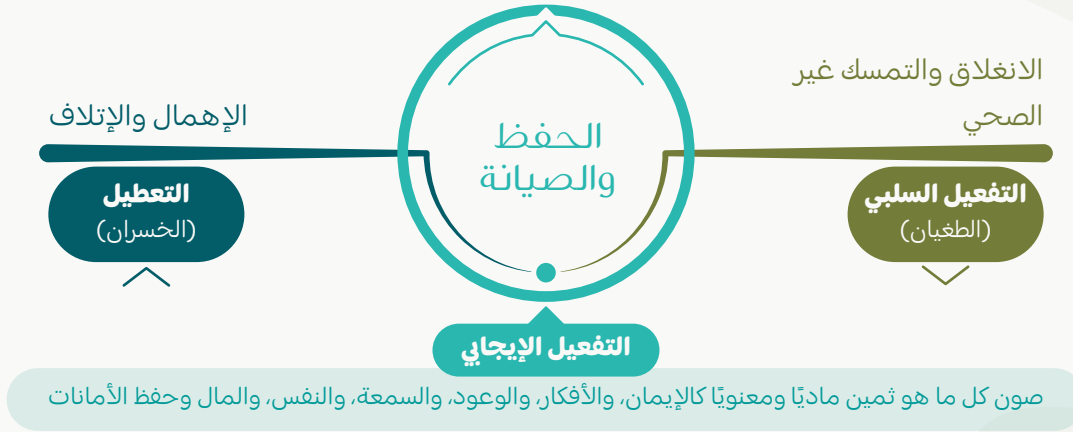 الانغلاق والتمسك غير
الصحي
التفعيل السلبي
(الطغيان)
الحفظ
والصيانة
الإهمال والإتلاف
التعطيل
(الخسران)
التفعيل الإيجابي
صون كل ما هو ثمين ماديًا ومعنويًا كالإيمان، والأفكار، والوعود، والسمعة، والنفس، والمال وحفظ الأمانات